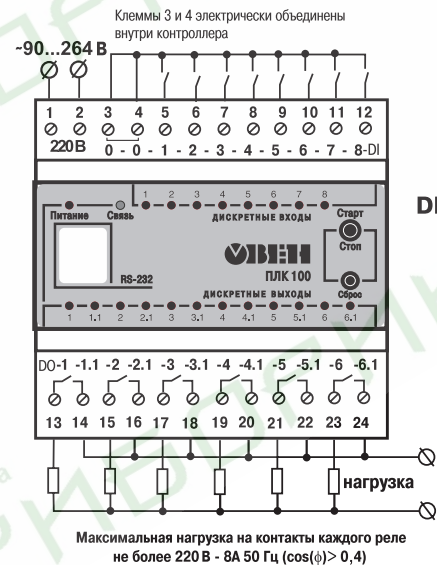 Клеммы 3 и 4 электрически объединены
внутри контроллера
~90...264 В
1 2 3 4 5 6 7 8 9 10 11 12
220 В 0 - 0 - 1 - 2 - 3 - 4 - 5 - 6 - 7 - 8-DI
1 2 3 4 5 6 7 8
Питание Связь ДИСКРЕТНЫЕ ВХОДЫ Старт
DI
Стоп
ОВЕН
ПЛК 100
RS-232
ДИСКРЕТНЫЕ ВЫХОДЫ Сброс
1 1.1 2 2.1 3 3.1 4 4.1 5 5.1 6 6.1
DO-1 -1.1 -2 -2.1 -3 -3.1 -4 -4.1 -5 -5.1 -6 -6.1
13 14 15 16 17 18 19 20 21 22 23 24
нагрузка
Максимальная нагрузка на контакты каждого реле
не более 220 В - 8А 50 Гц (cos(ϕ)> 0,4)